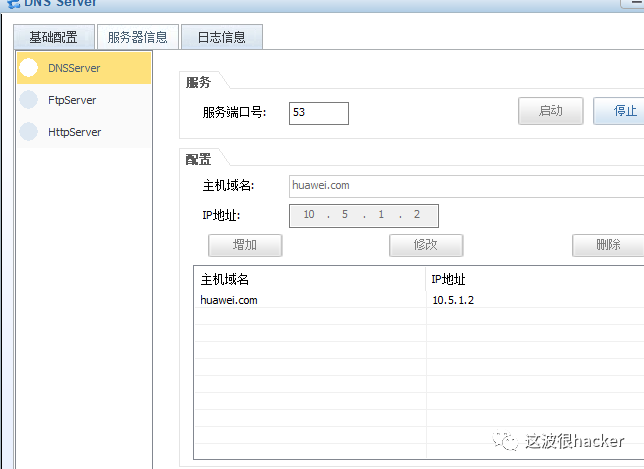 DNS Server
基础配置 服务器信息 日志信息
DNSServer
FtpServer
HttpServer
服务
服务端口号: 53 启动 停止
配置
主机域名: huawei.com
IP地址: 10 . 5 . 1 . 2
增加 修改 删除
主机域名 IP地址
huawei.com 10.5.1.2
这波很hacker